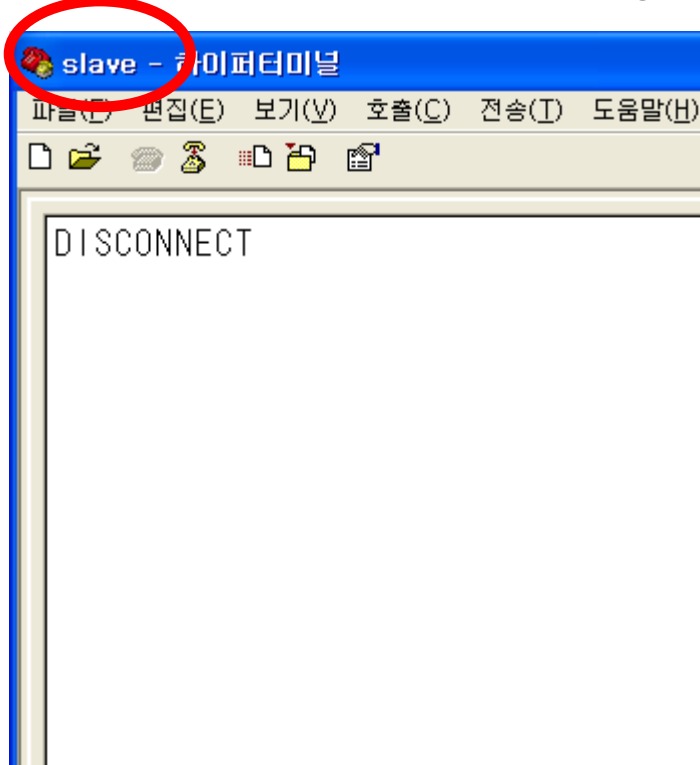 slave - 하이퍼터미널
파일(F) 편집(E) 보기(V) 호출(C) 전송(T) 도움말(H)
DISCONNECT